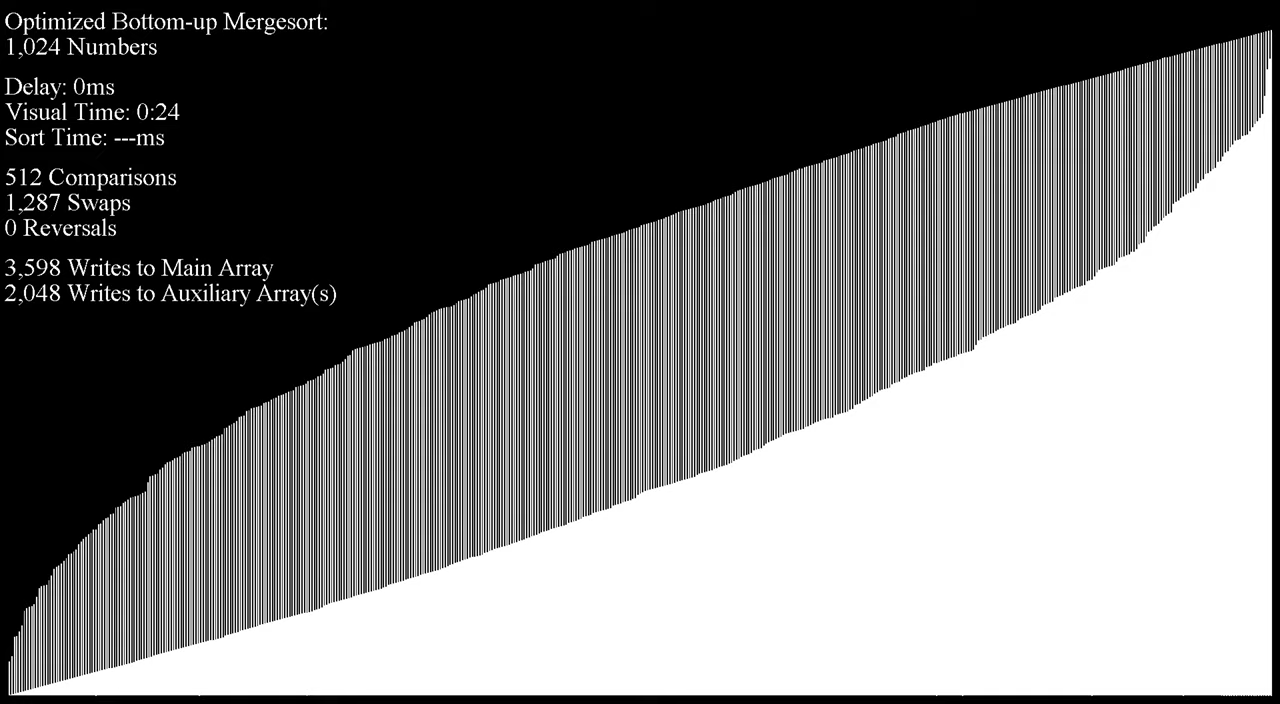 Optimized Bottom-up Mergesort:
1,024 Numbers
Delay: 0ms
Visual Time: 0:24
Sort Time: ---ms
512 Comparisons
1,287 Swaps
0 Reversals
3,598 Writes to Main Array
2,048 Writes to Auxiliary Array(s)